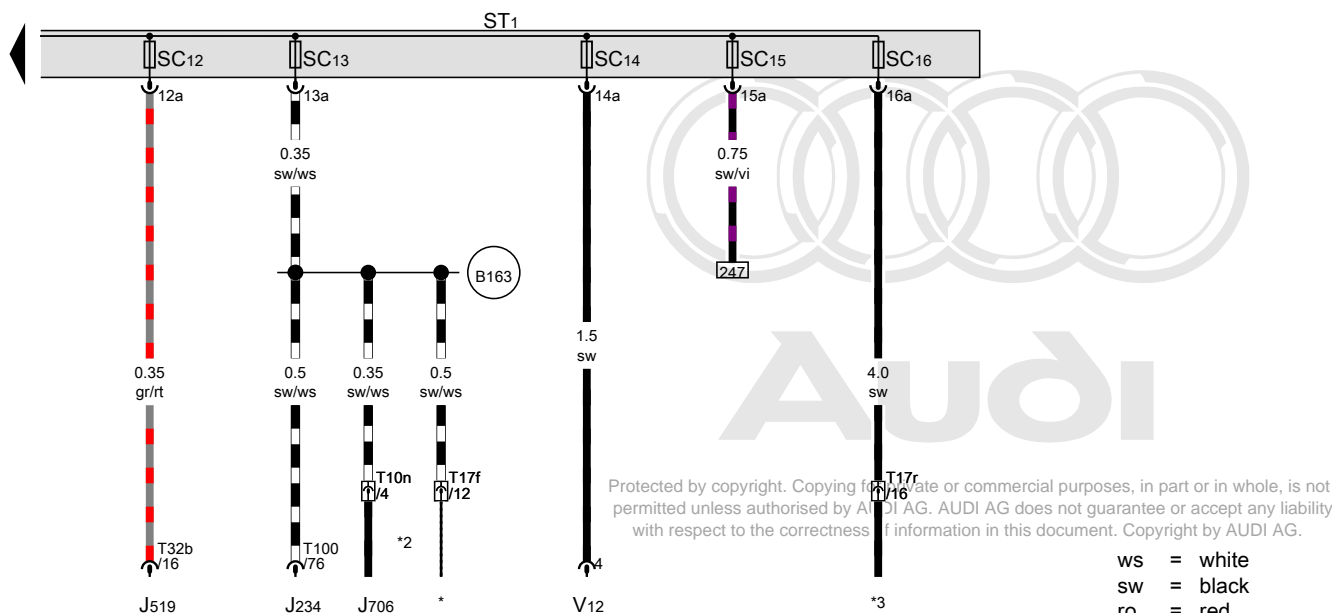 ST1
SC12 SC13 SC14 SC15 SC16
12a 13a 14a 15a 16a
0.35 0.75
sw/ws sw/vi
B163
247
1.5
sw
0.35 0.5 0.35 0.5 4.0
gr/rt sw/ws sw/ws sw/ws sw
Audi
T10n T17f T17r
/4 /12 /16
Protected by copyright. Copying for private or commercial purposes, in part or in whole, is not
permitted unless authorised by AUDI AG. AUDI AG does not guarantee or accept any liability
with respect to the correctness of information in this document. Copyright by AUDI AG.
*2
T32b T100
/16 /76 4
ws = white
sw = black
ro = red
J519 J234 J706 * V12 *3